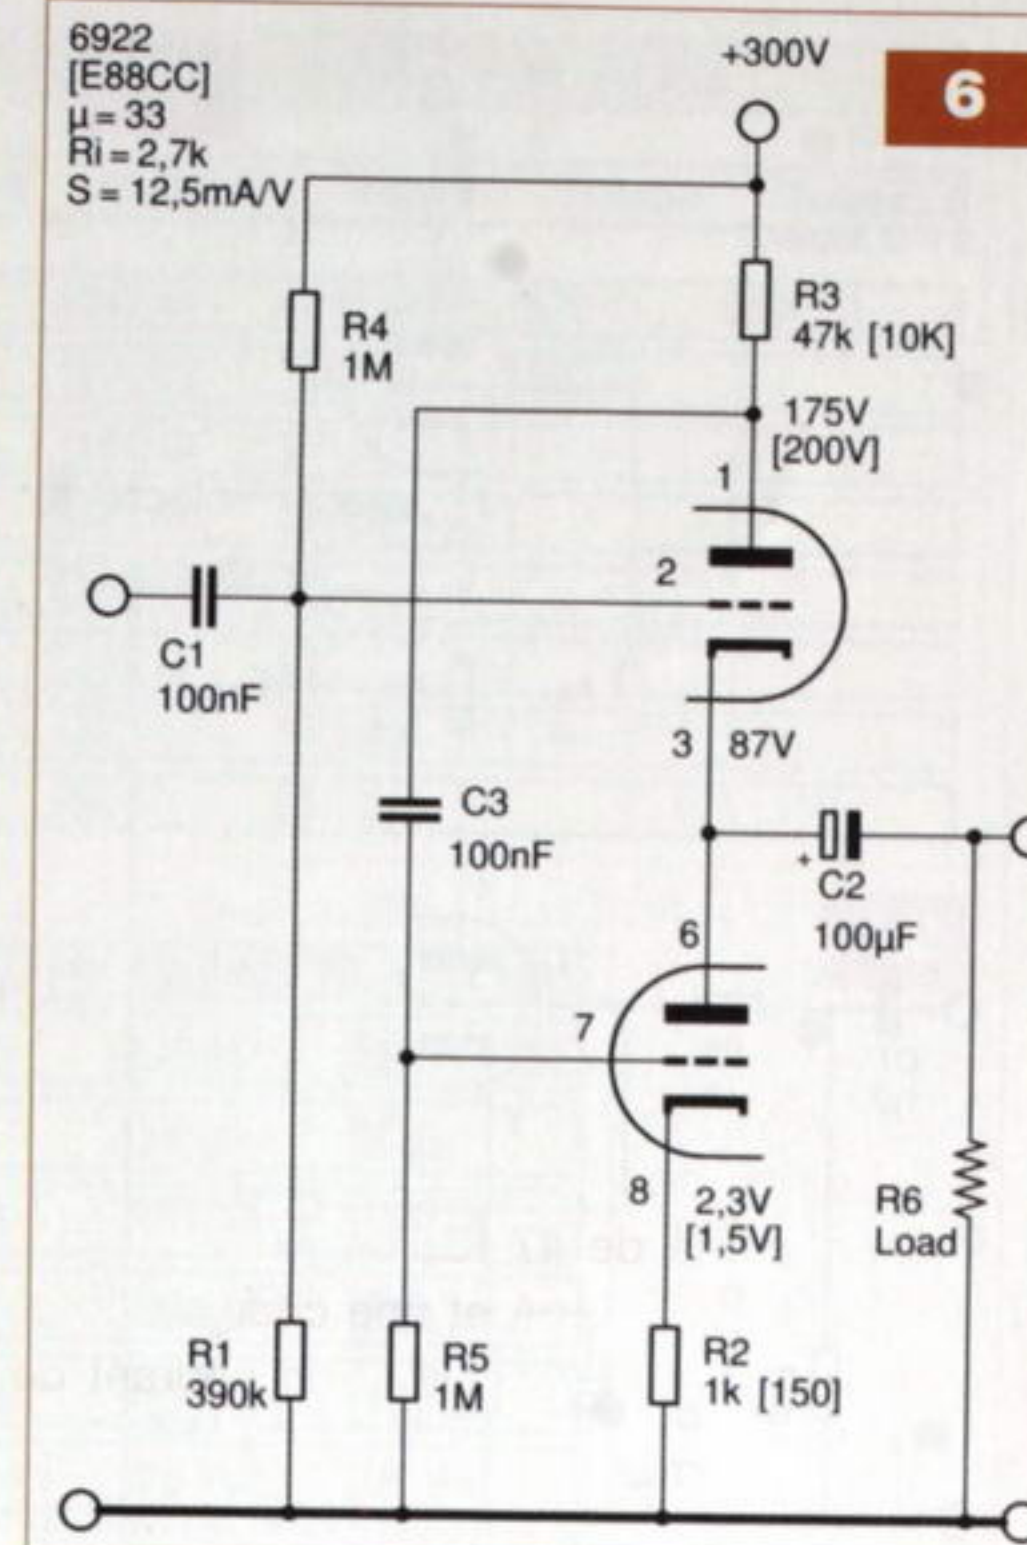 6922
[E88CC]
µ = 33
Ri = 2,7k
S = 12,5mA/V
+300V
6
R4
1M
R3
47k [10K]
175V
[200V]
1
2
C1
100nF
3 87V
C3
100nF
+
C2
100µF
6
7
8
2,3V
[1,5V]
R6
Load
R1
390k
R5
1M
R2
1k [150]